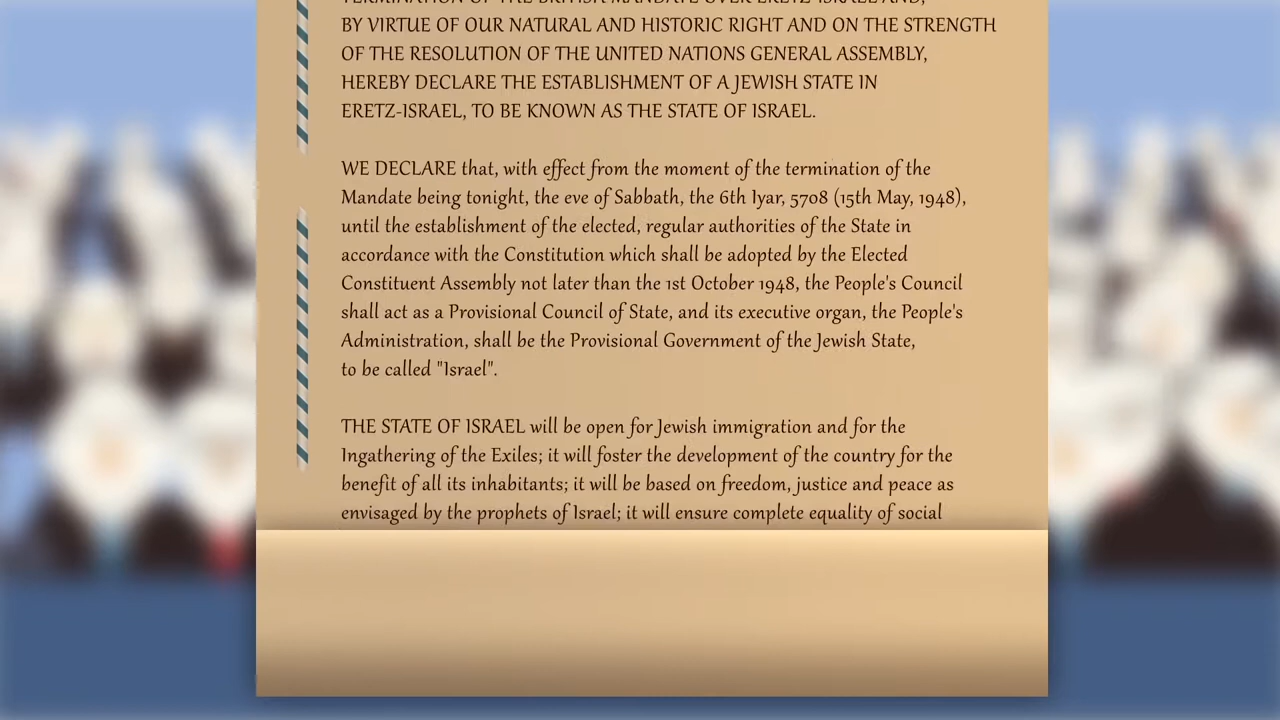 TERMINATION OF THE BRITISH MANDATE OVER ERETZ-ISRAEL AND,
BY VIRTUE OF OUR NATURAL AND HISTORIC RIGHT AND ON THE STRENGTH
OF THE RESOLUTION OF THE UNITED NATIONS GENERAL ASSEMBLY,
HEREBY DECLARE THE ESTABLISHMENT OF A JEWISH STATE IN
ERETZ-ISRAEL, TO BE KNOWN AS THE STATE OF ISRAEL.
WE DECLARE that, with effect from the moment of the termination of the
Mandate being tonight, the eve of Sabbath, the 6th Iyar, 5708 (15th May, 1948),
until the establishment of the elected, regular authorities of the State in
accordance with the Constitution which shall be adopted by the Elected
Constituent Assembly not later than the 1st October 1948, the People's Council
shall act as a Provisional Council of State, and its executive organ, the People's
Administration, shall be the Provisional Government of the Jewish State,
to be called "Israel".
THE STATE OF ISRAEL will be open for Jewish immigration and for the
Ingathering of the Exiles; it will foster the development of the country for the
benefit of all its inhabitants; it will be based on freedom, justice and peace as
envisaged by the prophets of Israel; it will ensure complete equality of social